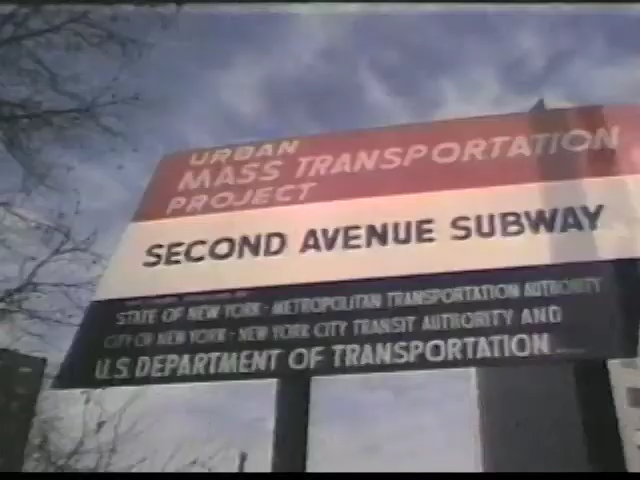 URBAN
MASS TRANSPORTATION
PROJECT
SECOND AVENUE SUBWAY
STATE OF NEW YORK - METROPOLITAN TRANSPORTATION AUTHORITY
CITY OF NEW YORK - NEW YORK CITY TRANSIT AUTHORITY AND
U.S. DEPARTMENT OF TRANSPORTATION